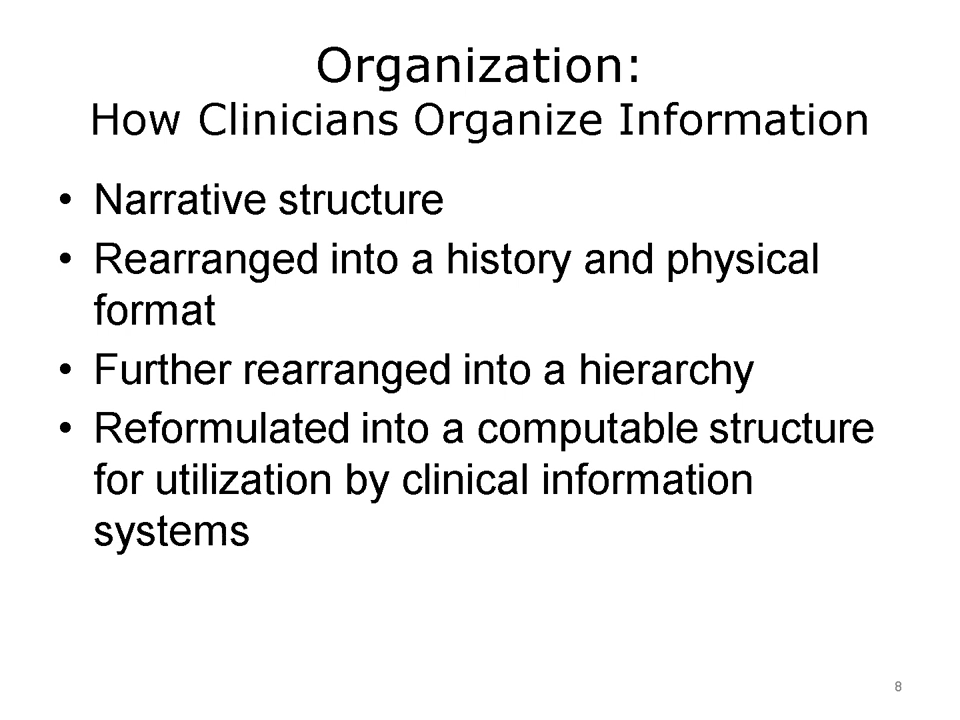 Organization:
How Clinicians Organize Information
• Narrative structure
• Rearranged into a history and physical
format
• Further rearranged into a hierarchy
• Reformulated into a computable structure
for utilization by clinical information
systems
8